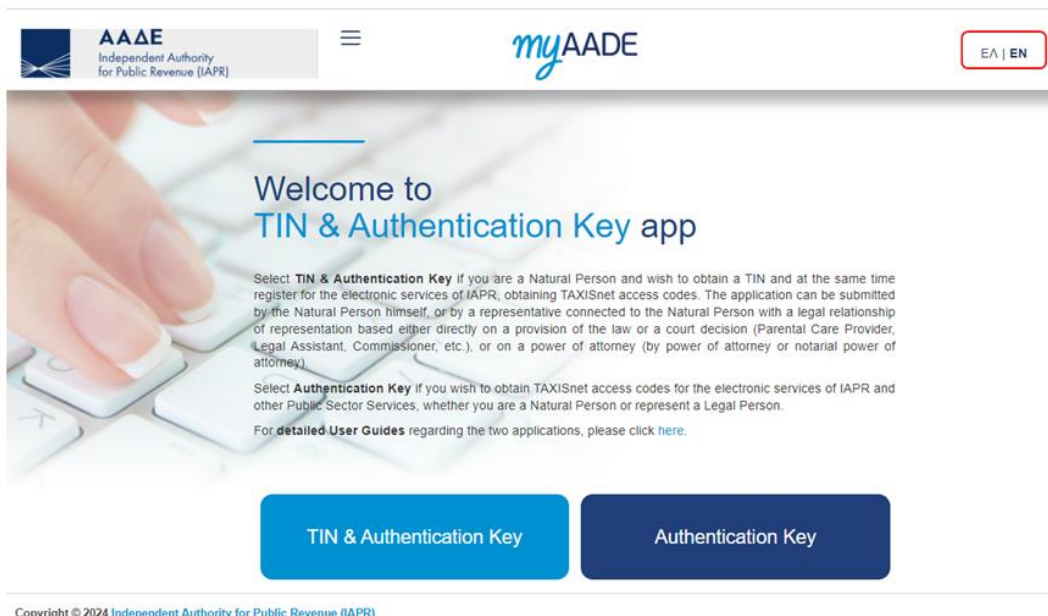 ΑΑΔΕ
Independent Authority
for Public Revenue (IAPR)
myAADE
ΕΛ | EN
Welcome to
TIN & Authentication Key app
Select TIN & Authentication Key if you are a Natural Person and wish to obtain a TIN and at the same time
register for the electronic services of IAPR, obtaining TAXISnet access codes. The application can be submitted
by the Natural Person himself, or by a representative connected to the Natural Person with a legal relationship
of representation based either directly on a provision of the law or a court decision (Parental Care Provider,
Legal Assistant, Commissioner, etc.), or on a power of attorney (by power of attorney or notarial power of
attorney)
Select Authentication Key if you wish to obtain TAXISnet access codes for the electronic services of IAPR and
other Public Sector Services, whether you are a Natural Person or represent a Legal Person.
For detailed User Guides regarding the two applications, please click here.
TIN & Authentication Key
Authentication Key
Copyright © 2024 Independent Authority for Public Revenue (IAPR)